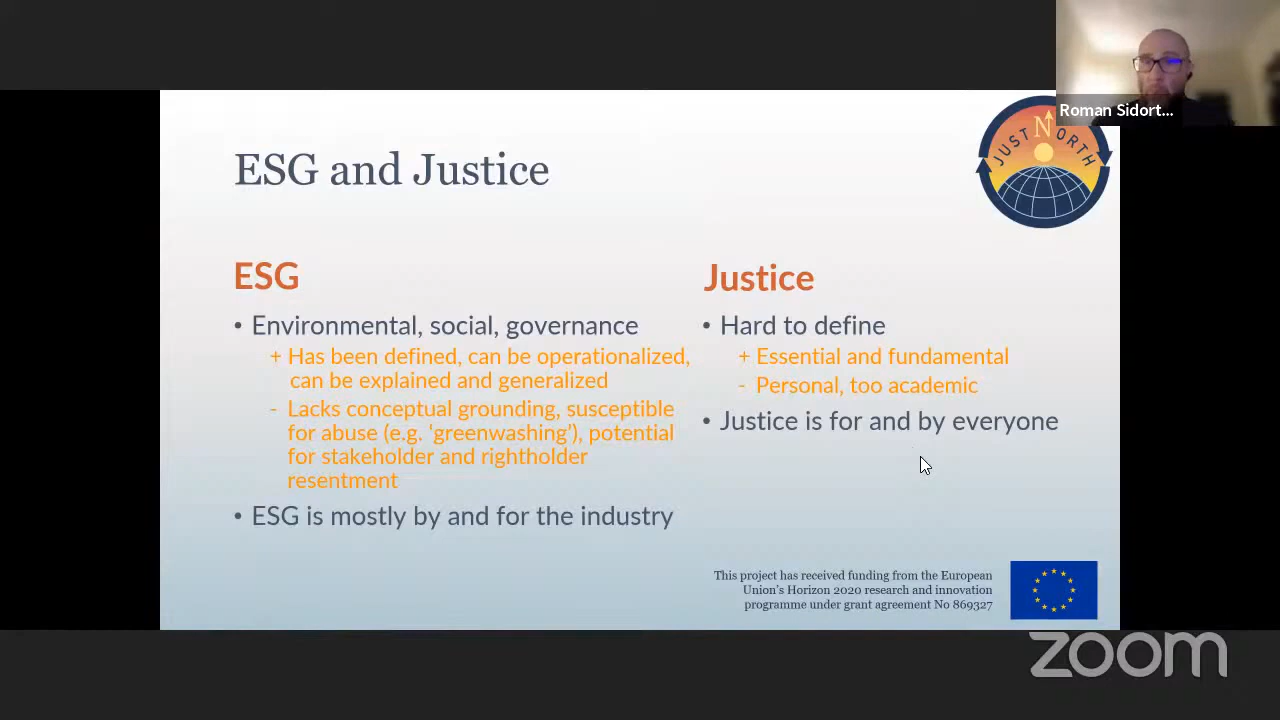 Roman Sidort...
JUST NORTH
ESG and Justice
ESG
• Environmental, social, governance
+ Has been defined, can be operationalized,
can be explained and generalized
- Lacks conceptual grounding, susceptible
for abuse (e.g. ‘greenwashing’), potential
for stakeholder and rightholder
resentment
• ESG is mostly by and for the industry
Justice
• Hard to define
+ Essential and fundamental
- Personal, too academic
• Justice is for and by everyone
This project has received funding from the European
Union’s Horizon 2020 research and innovation
programme under grant agreement No 869327
zoom